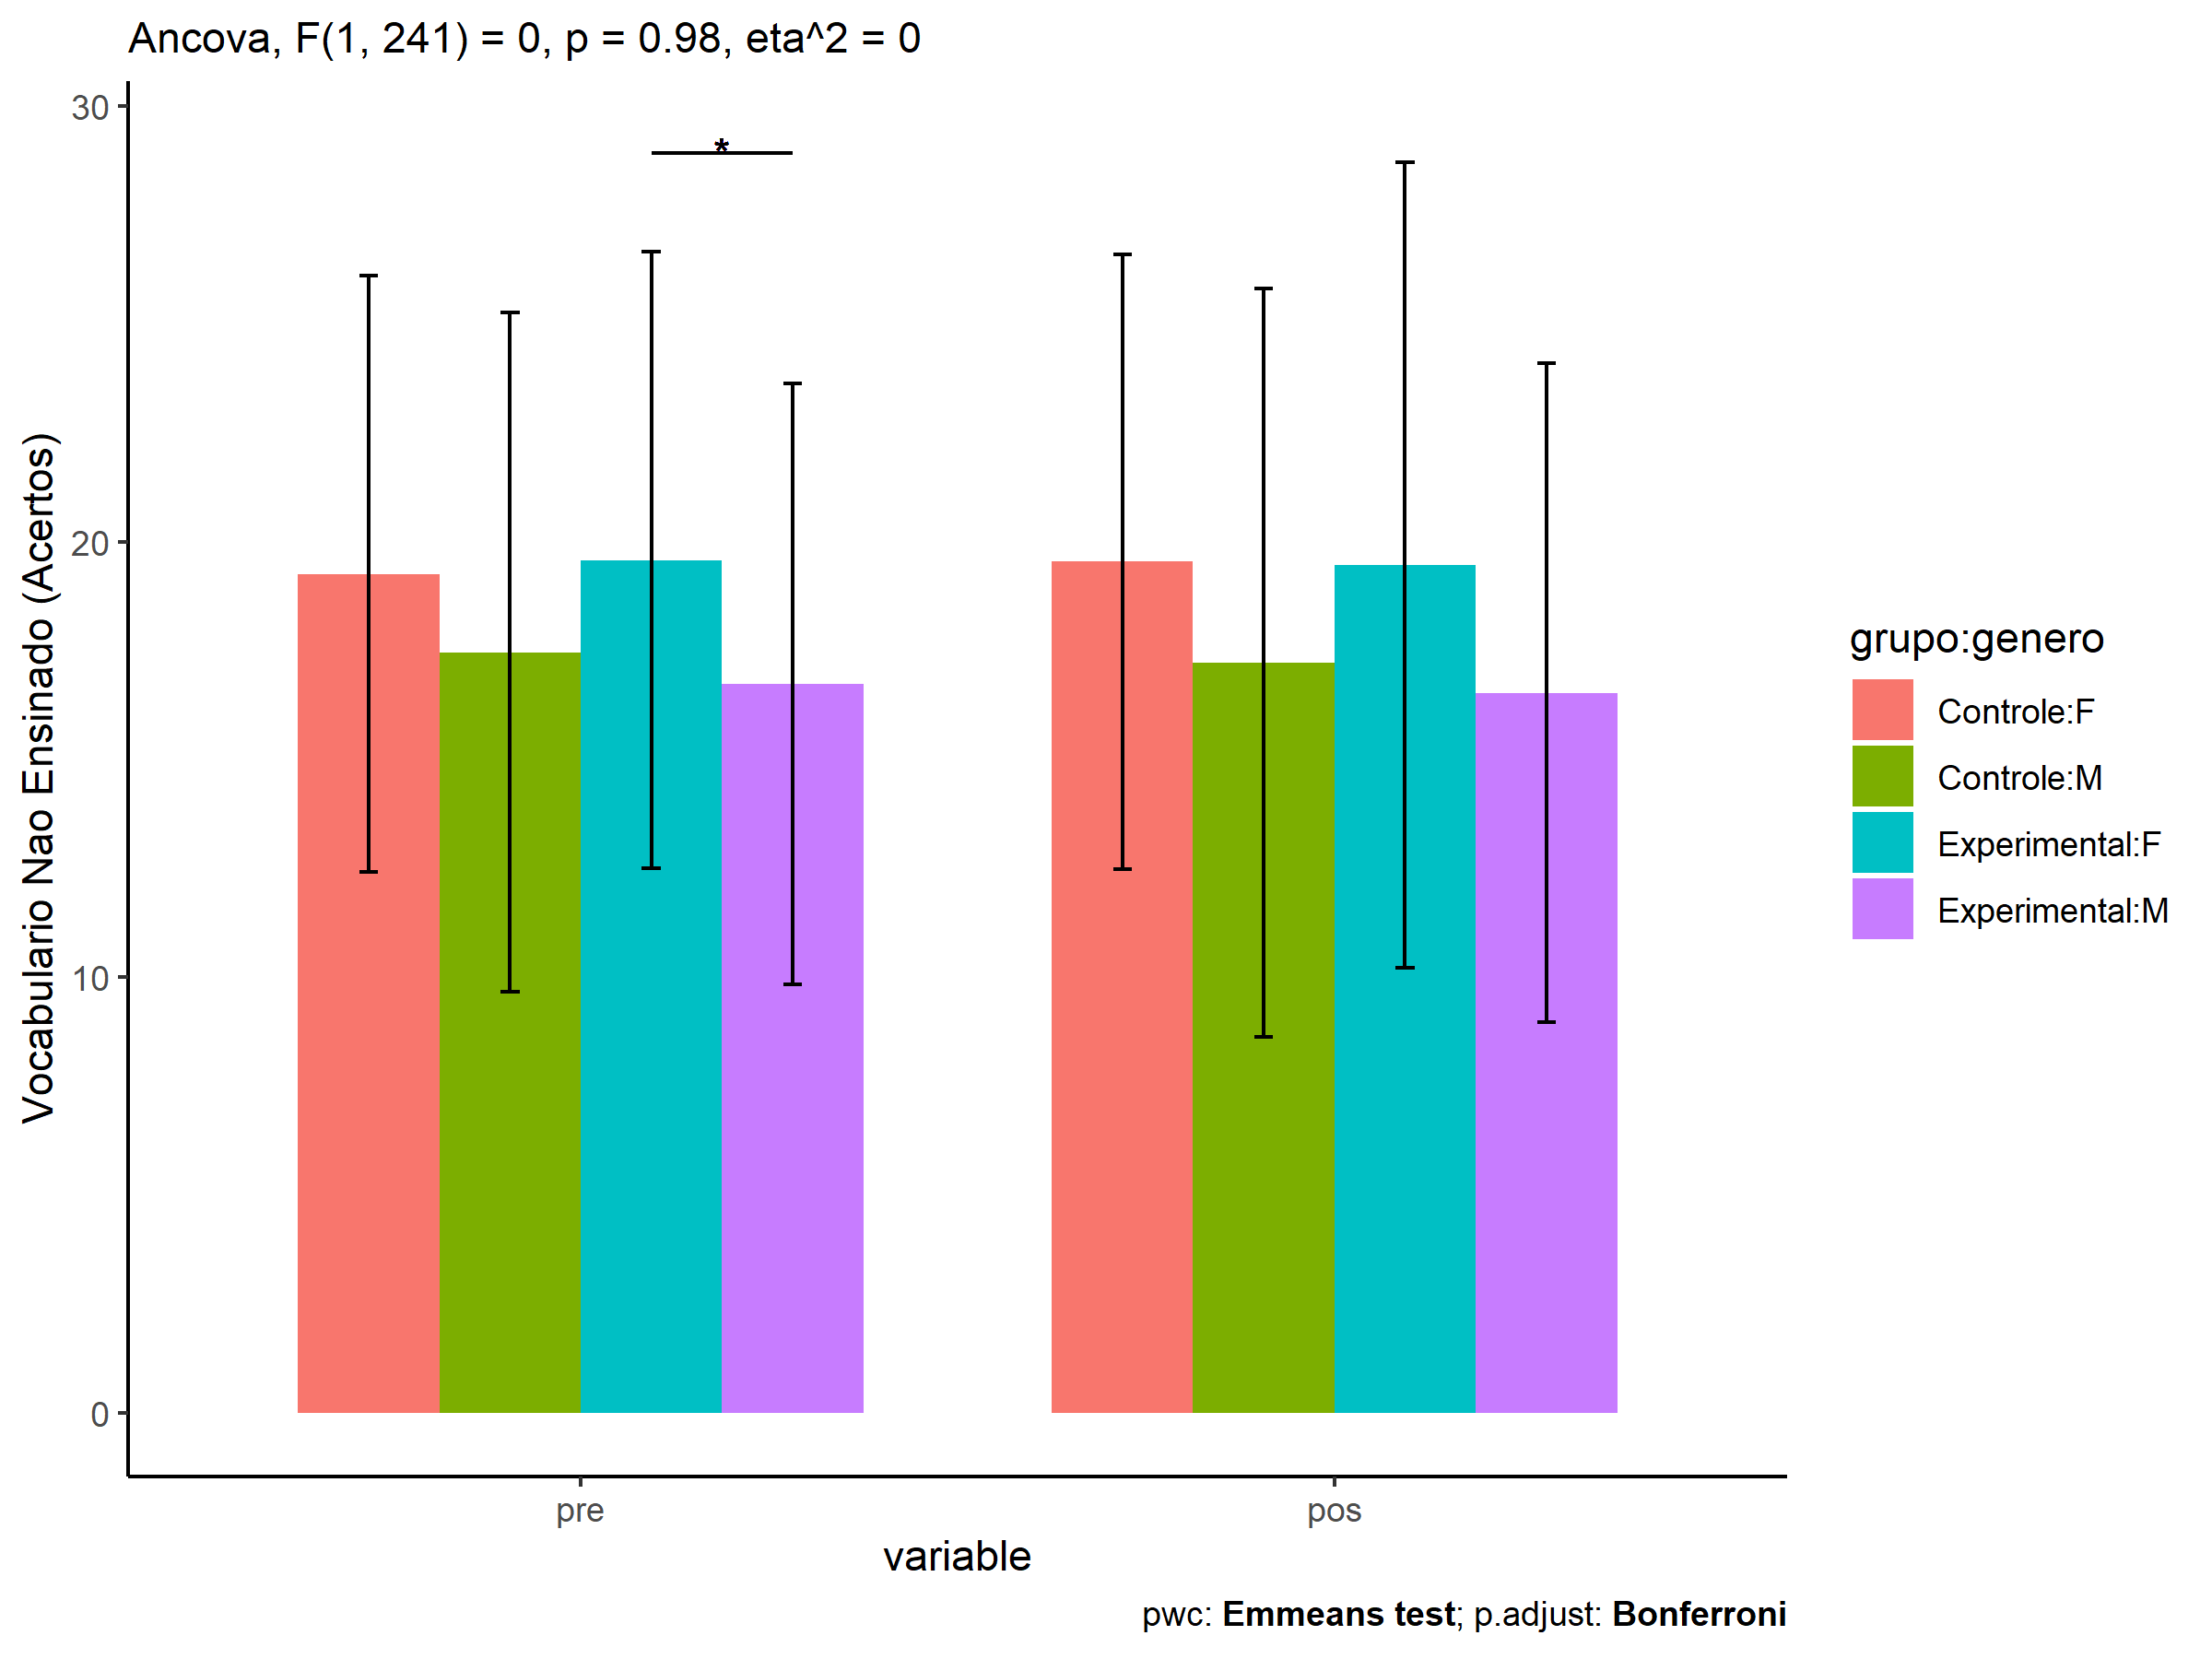 Ancova, F(1, 241) = 0, p = 0.98, eta^2 = 0
Vocabulario Nao Ensinado (Acertos)
30
20
10
0
*
pre
pos
variable
grupo:genero
Controle:F
Controle:M
Experimental:F
Experimental:M
pwc: Emmeans test; p.adjust: Bonferroni